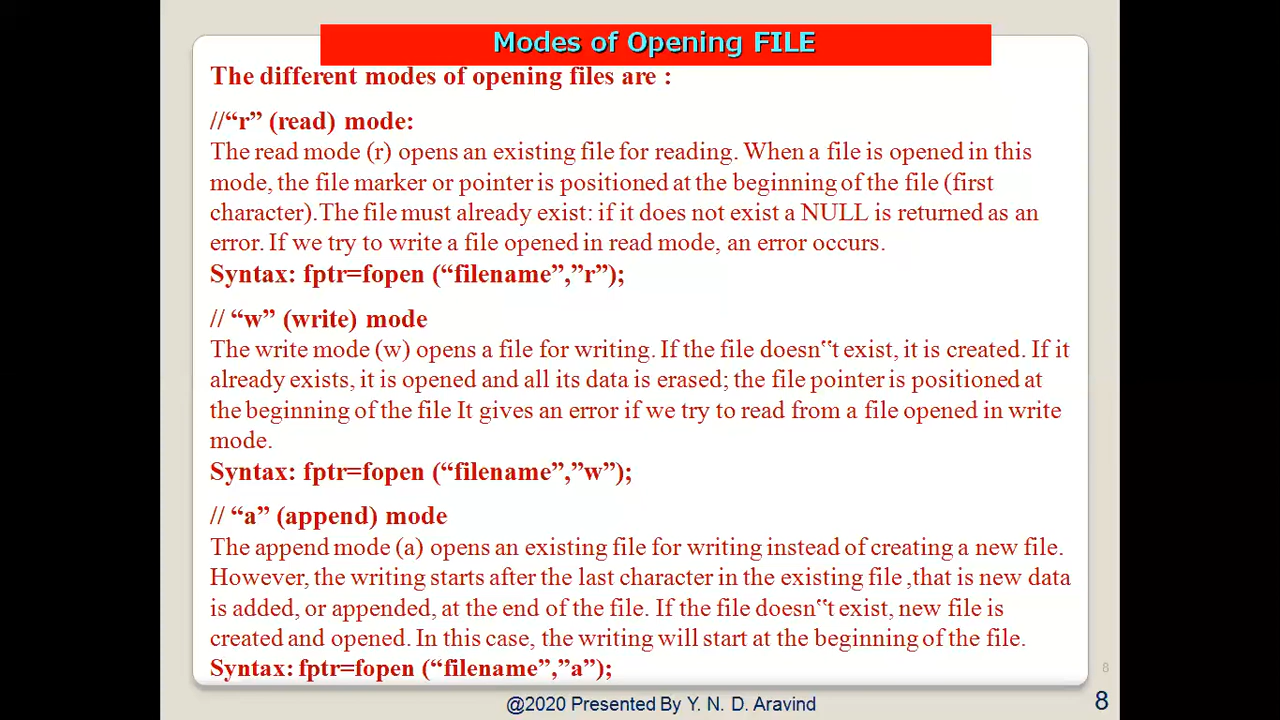 Modes of Opening FILE
The different modes of opening files are :
//“r” (read) mode:
The read mode (r) opens an existing file for reading. When a file is opened in this
mode, the file marker or pointer is positioned at the beginning of the file (first
character).The file must already exist: if it does not exist a NULL is returned as an
error. If we try to write a file opened in read mode, an error occurs.
Syntax: fptr=fopen (“filename”,”r”);
// “w” (write) mode
The write mode (w) opens a file for writing. If the file doesn‟t exist, it is created. If it
already exists, it is opened and all its data is erased; the file pointer is positioned at
the beginning of the file It gives an error if we try to read from a file opened in write
mode.
Syntax: fptr=fopen (“filename”,”w”);
// “a” (append) mode
The append mode (a) opens an existing file for writing instead of creating a new file.
However, the writing starts after the last character in the existing file ,that is new data
is added, or appended, at the end of the file. If the file doesn‟t exist, new file is
created and opened. In this case, the writing will start at the beginning of the file.
Syntax: fptr=fopen (“filename”,”a”);
8
@2020 Presented By Y. N. D. Aravind
8